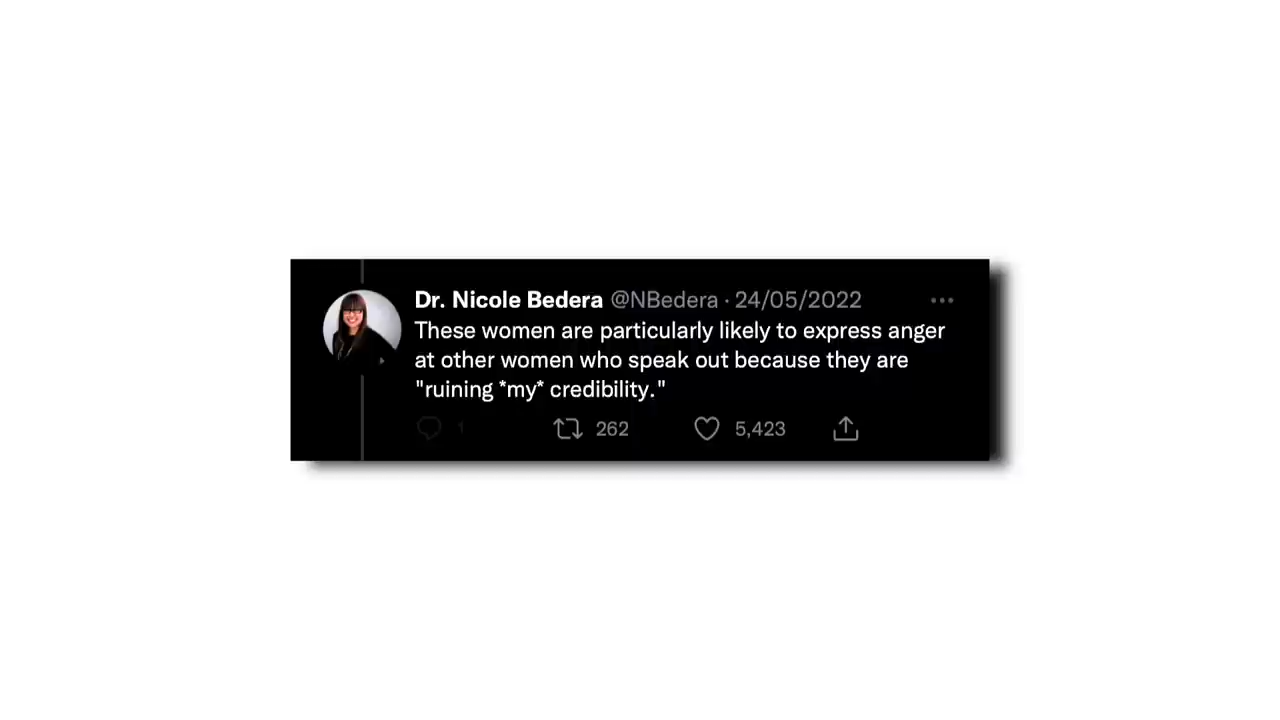 Dr. Nicole Bedera @NBedera · 24/05/2022
These women are particularly likely to express anger
at other women who speak out because they are
"ruining *my* credibility."
1 262 5,423